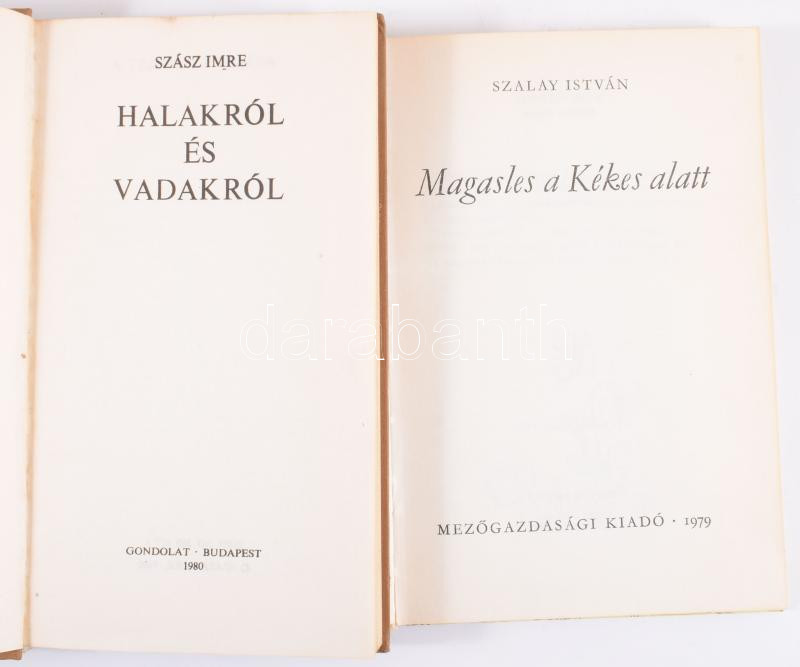 SZÁSZ IMRE
HALAKRÓL
ÉS
VADAKRÓL
GONDOLAT · BUDAPEST
1980
SZALAY ISTVÁN
Magasles a Kékes alatt
MEZŐGAZDASÁGI KIADÓ · 1979
darabanth